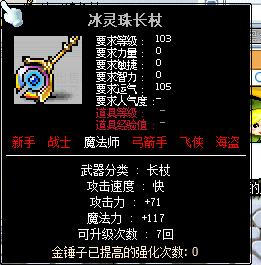 冰灵珠长杖
要求等级： 103
要求力量： 0
要求敏捷： 0
要求智力： 0
要求运气： 105
要求人气度： -
道具等级： -
道具经验值： -
新手 战士 魔法师 弓箭手 飞侠 海盗
武器分类 ： 长杖
攻击速度 ： 快
攻击力 ： +71
魔法力 ： +117
可升级次数 ： 7回
金锤子已提高的强化次数: 0